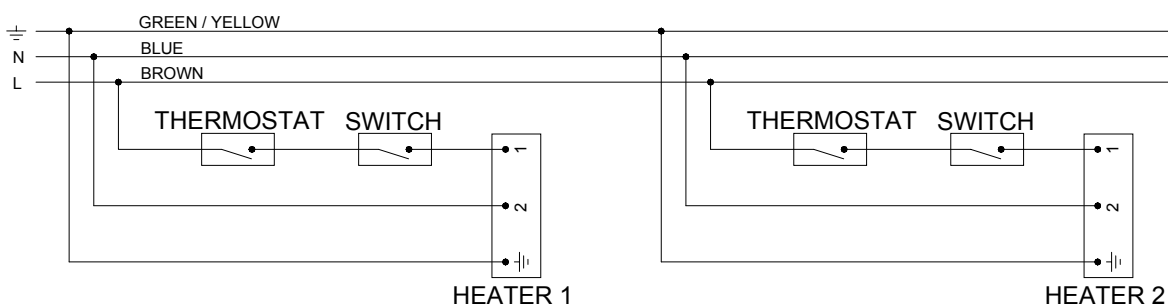 GREEN / YELLOW
N BLUE
L BROWN
THERMOSTAT SWITCH THERMOSTAT SWITCH
1 1
2 2
HEATER 1 HEATER 2